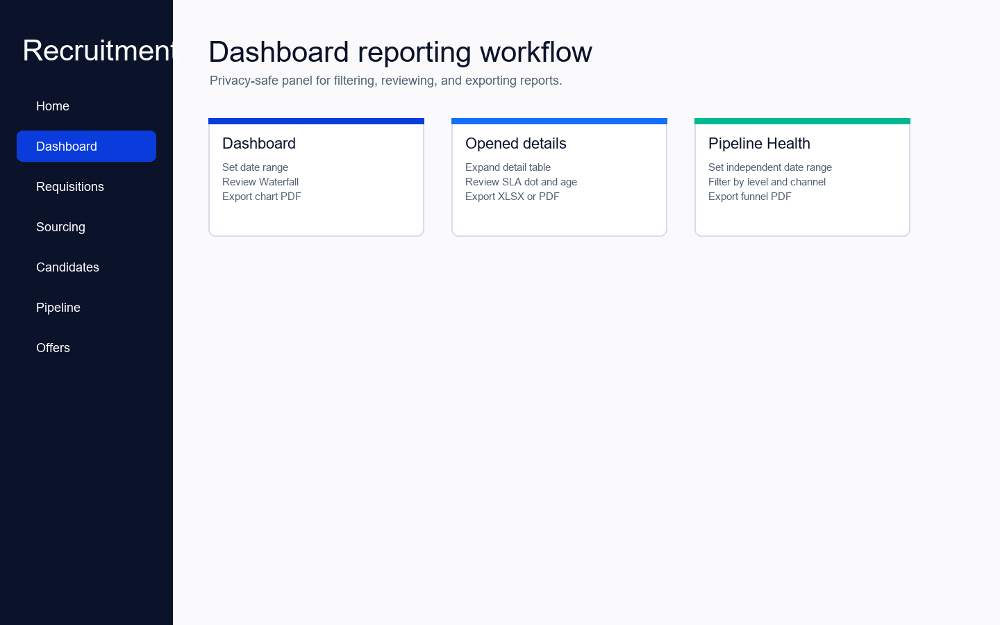 Recruitment
Home
Dashboard
Requisitions
Sourcing
Candidates
Pipeline
Offers
Dashboard reporting workflow
Privacy-safe panel for filtering, reviewing, and exporting reports.
Dashboard
Set date range
Review Waterfall
Export chart PDF
Opened details
Expand detail table
Review SLA dot and age
Export XLSX or PDF
Pipeline Health
Set independent date range
Filter by level and channel
Export funnel PDF